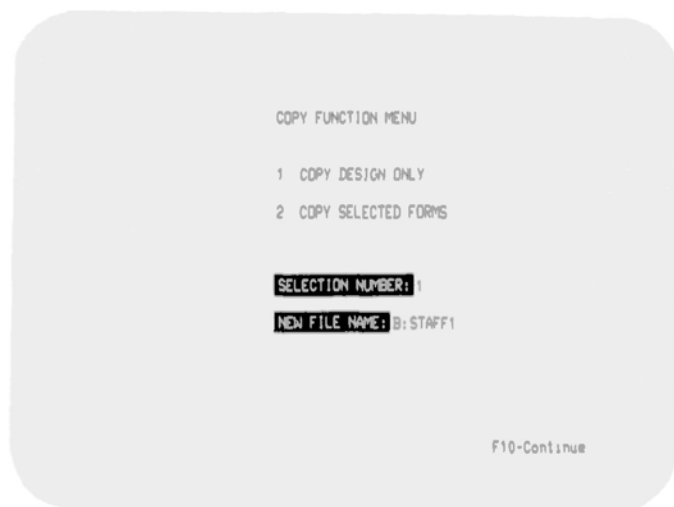 COPY FUNCTION MENU
1 COPY DESIGN ONLY
2 COPY SELECTED FORMS
SELECTION NUMBER: 1
NEW FILE NAME: B:STAFF1
F10-Continue